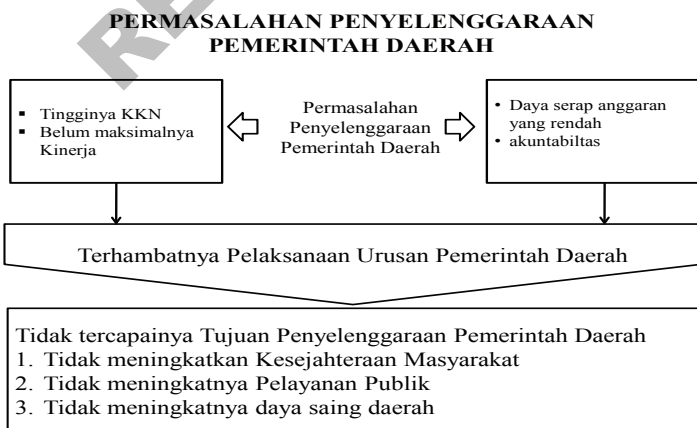 PERMASALAHAN PENYELENGGARAAN
PEMERINTAH DAERAH
▪ Tingginya KKN
▪ Belum maksimalnya
Kinerja
Permasalahan
Penyelenggaraan
Pemerintah Daerah
• Daya serap anggaran
yang rendah
• akuntabiltas
Terhambatnya Pelaksanaan Urusan Pemerintah Daerah
Tidak tercapainya Tujuan Penyelenggaraan Pemerintah Daerah
1. Tidak meningkatkan Kesejahteraan Masyarakat
2. Tidak meningkatnya Pelayanan Publik
3. Tidak meningkatnya daya saing daerah